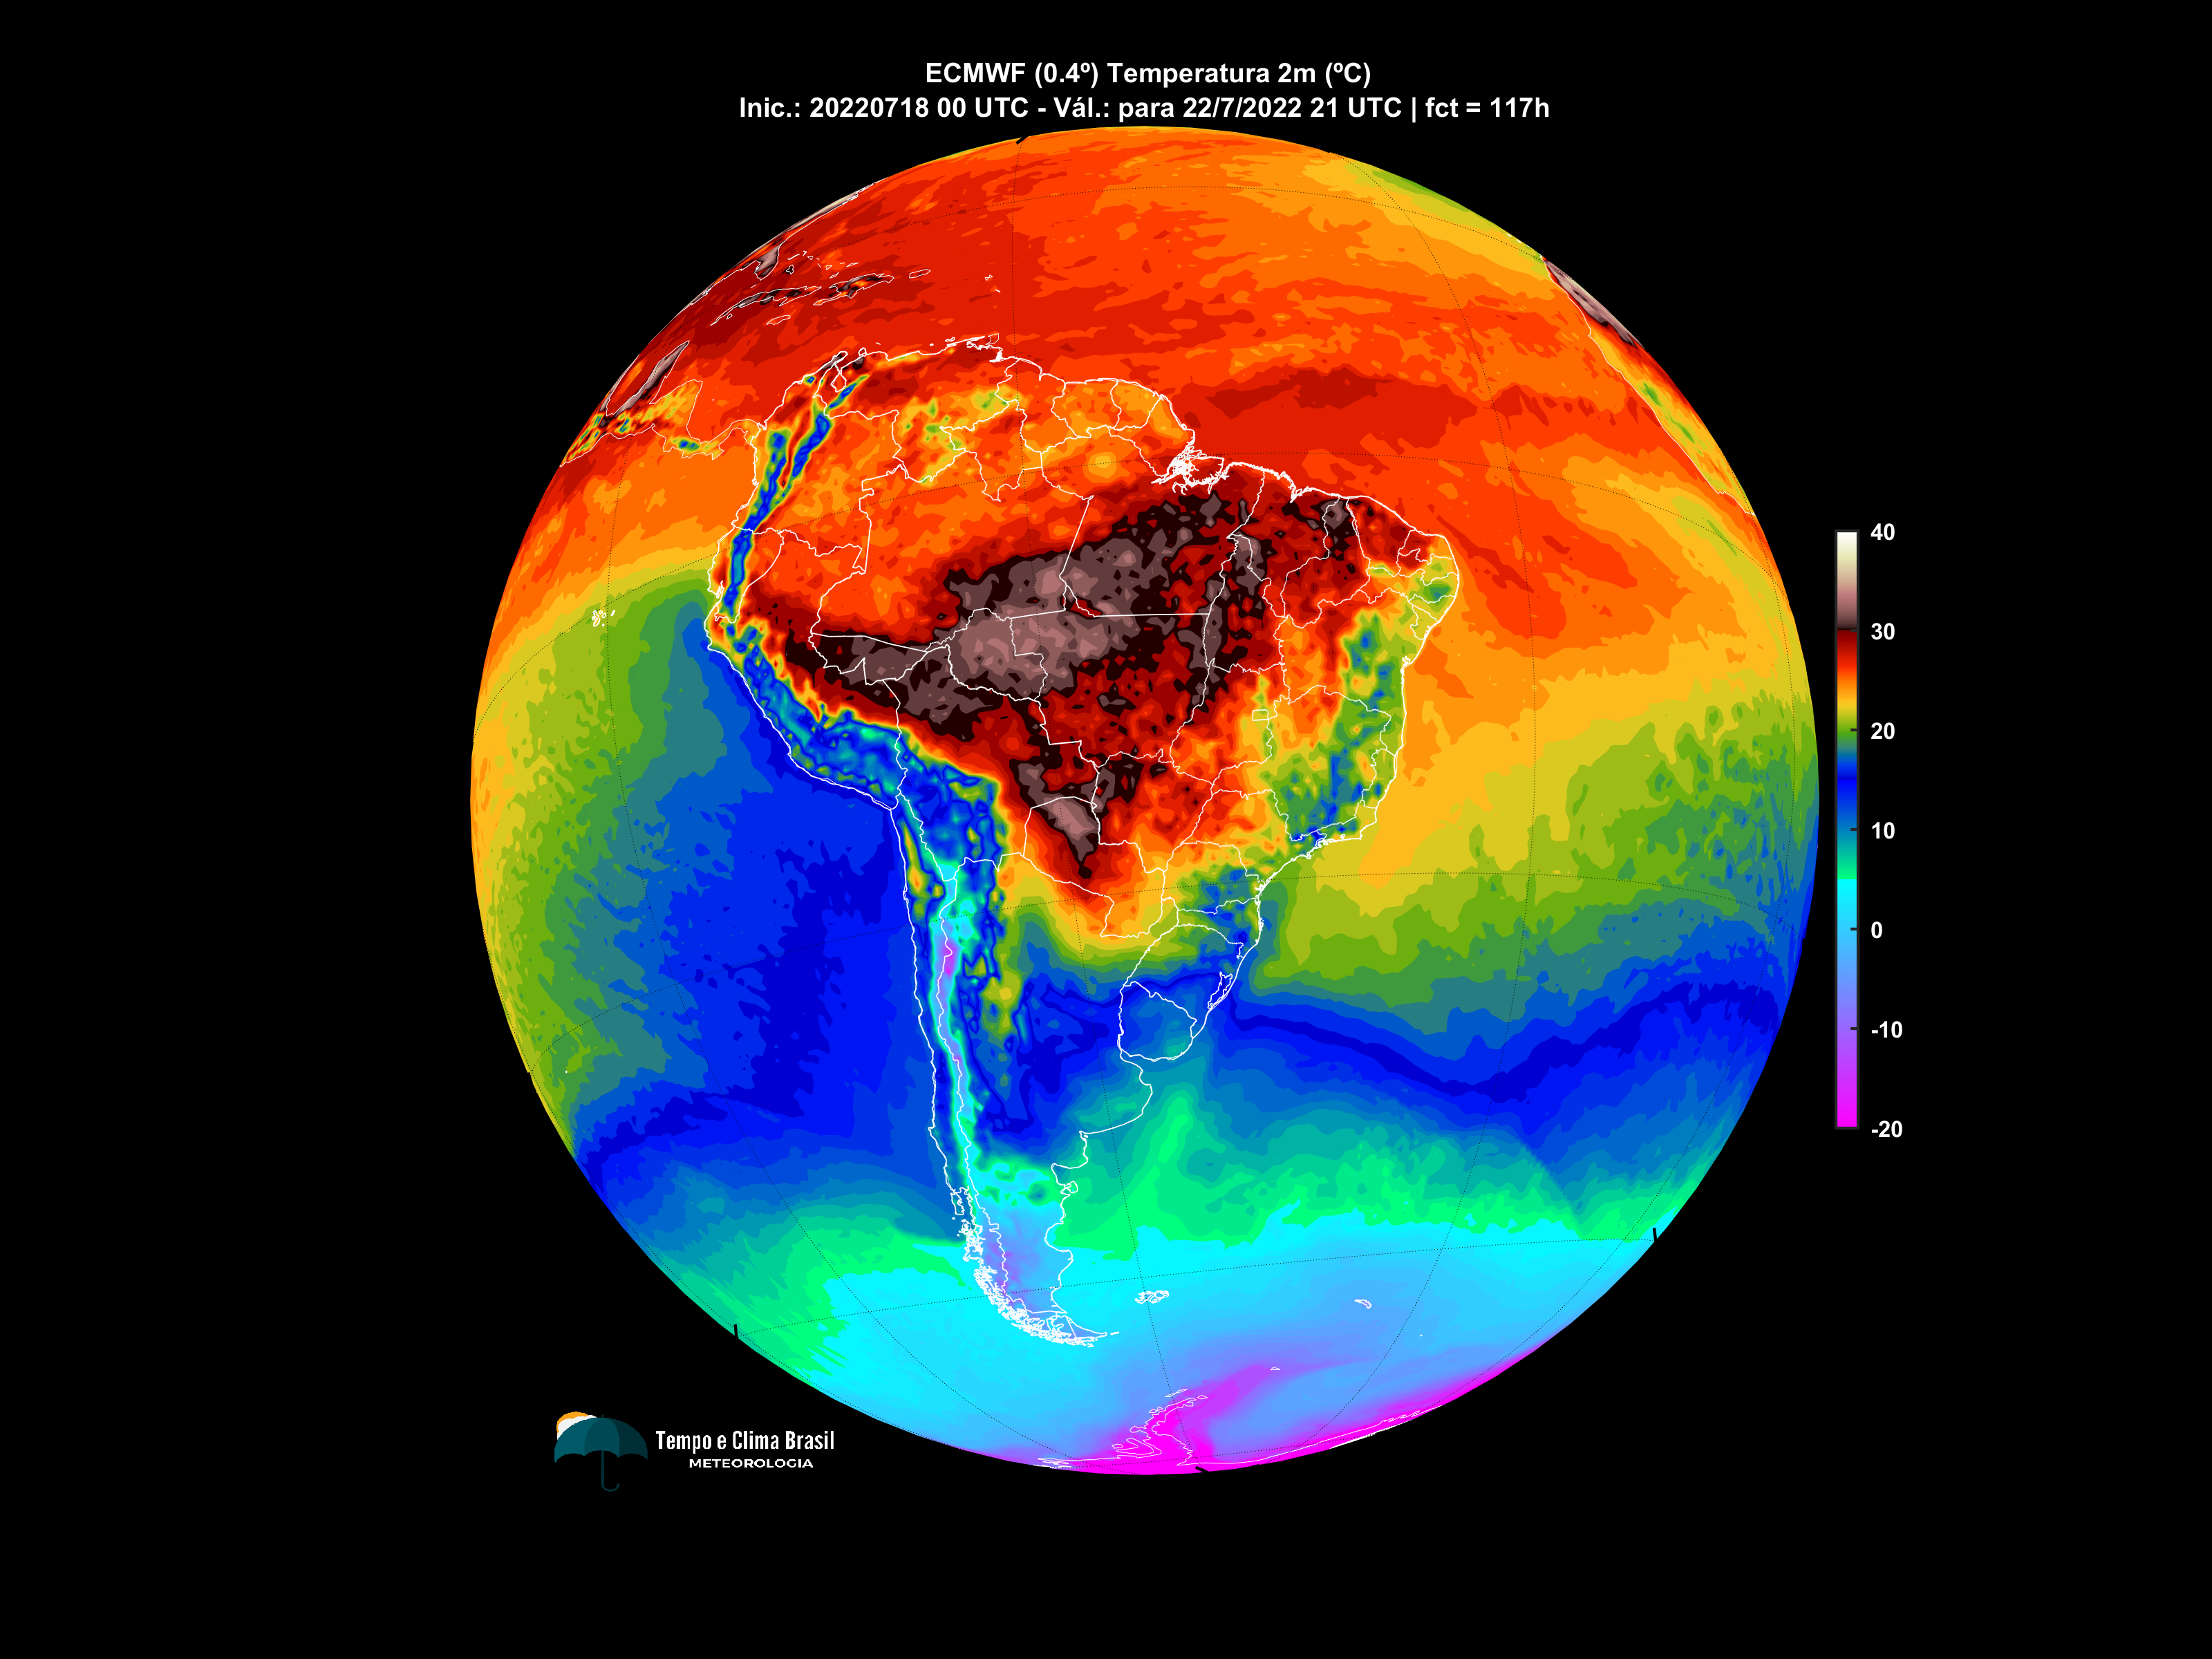 ECMWF (0.4º) Temperatura 2m (ºC)
Inic.: 20220718 00 UTC - Vál.: para 22/7/2022 21 UTC | fct = 117h
40
30
20
10
0
-10
-20
Tempo e Clima Brasil
METEOROLOGIA